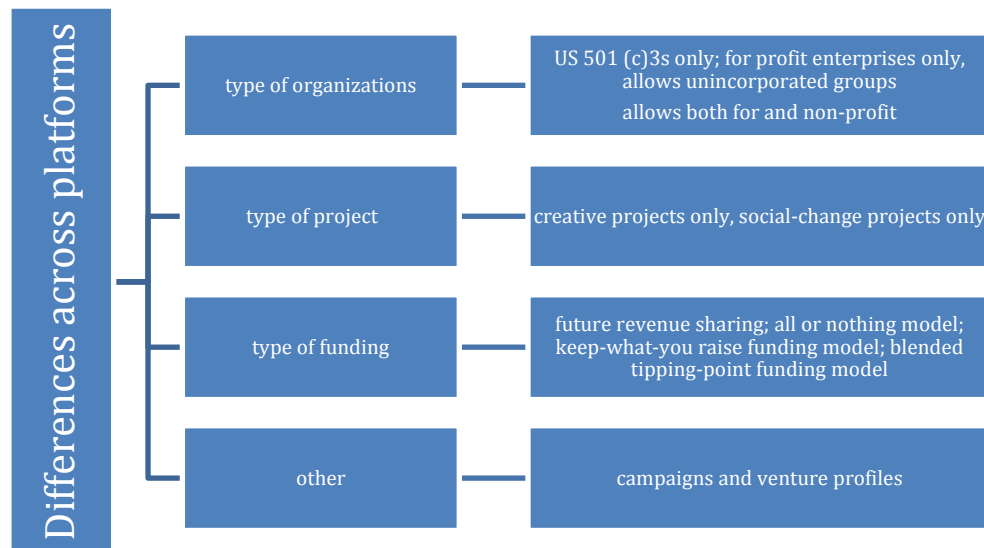 Differences across platforms
type of organizations
US 501 (c)3s only; for profit enterprises only,
allows unincorporated groups
allows both for and non-profit
type of project
creative projects only, social-change projects only
type of funding
future revenue sharing; all or nothing model;
keep-what-you raise funding model; blended
tipping-point funding model
other
campaigns and venture profiles